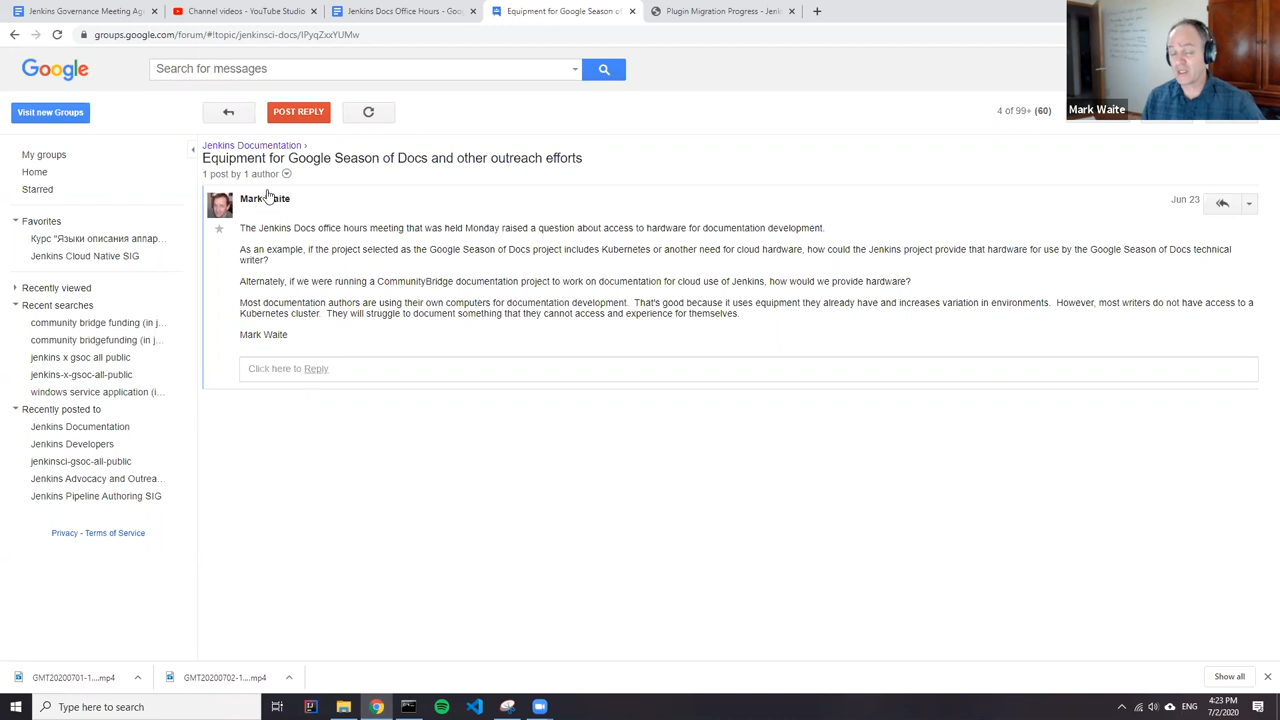 Jenkins Governance Meeting Ag
Channel videos - YouTube Studio
Jenkins Docs Office Hours - Goo
Equipment for Google Season of
Plugin Migration Progress - Jenk
groups.google.com/forum/#!topic/jenkinsci-docs/IPyqZxxYUMw
Mark Waite
Google
Search for messages
Visit new Groups
POST REPLY
4 of 99+ (60)
Jenkins Documentation ›
Equipment for Google Season of Docs and other outreach efforts
1 post by 1 author
My groups
Home
Starred
Favorites
Курс "Языки описания аппар...
Jenkins Cloud Native SIG
Recently viewed
Recent searches
community bridge funding (in j...
community bridgefunding (in j...
jenkins x gsoc all public
jenkins-x-gsoc-all-public
windows service application (i...
Recently posted to
Jenkins Documentation
Jenkins Developers
jenkinsci-gsoc-all-public
Jenkins Advocacy and Outrea...
Jenkins Pipeline Authoring SIG
Privacy - Terms of Service
Mark Waite
Jun 23
The Jenkins Docs office hours meeting that was held Monday raised a question about access to hardware for documentation development.
As an example, if the project selected as the Google Season of Docs project includes Kubernetes or another need for cloud hardware, how could the Jenkins project provide that hardware for use by the Google Season of Docs technical
writer?
Alternately, if we were running a CommunityBridge documentation project to work on documentation for cloud use of Jenkins, how would we provide hardware?
Most documentation authors are using their own computers for documentation development. That's good because it uses equipment they already have and increases variation in environments. However, most writers do not have access to a
Kubernetes cluster. They will struggle to document something that they cannot access and experience for themselves.
Mark Waite
Click here to Reply
GMT20200701-1....mp4
GMT20200702-1....mp4
Show all
Type here to search
ENG
4:23 PM
7/2/2020